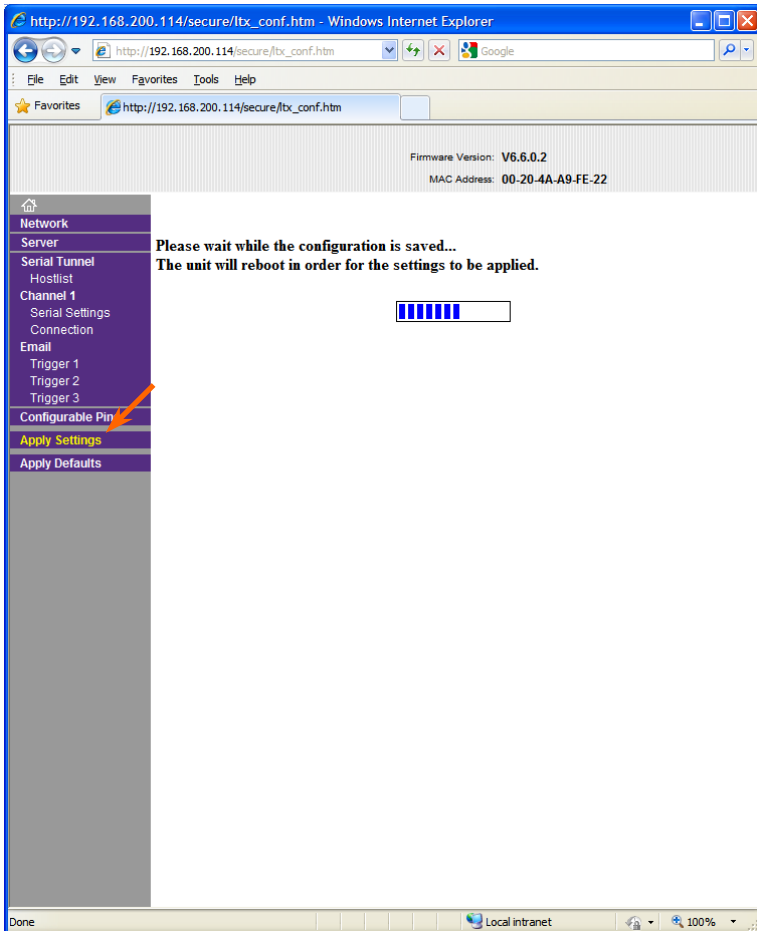 http://192.168.200.114/secure/ltx_conf.htm - Windows Internet Explorer
http://192.168.200.114/secure/ltx_conf.htm
Google
File Edit View Favorites Tools Help
Favorites
http://192.168.200.114/secure/ltx_conf.htm
Firmware Version: V6.6.0.2
MAC Address: 00-20-4A-A9-FE-22
Network
Server
Serial Tunnel
Hostlist
Channel 1
Serial Settings
Connection
Email
Trigger 1
Trigger 2
Trigger 3
Configurable Pins
Apply Settings
Apply Defaults
Please wait while the configuration is saved...
The unit will reboot in order for the settings to be applied.
Done
Local intranet
100%